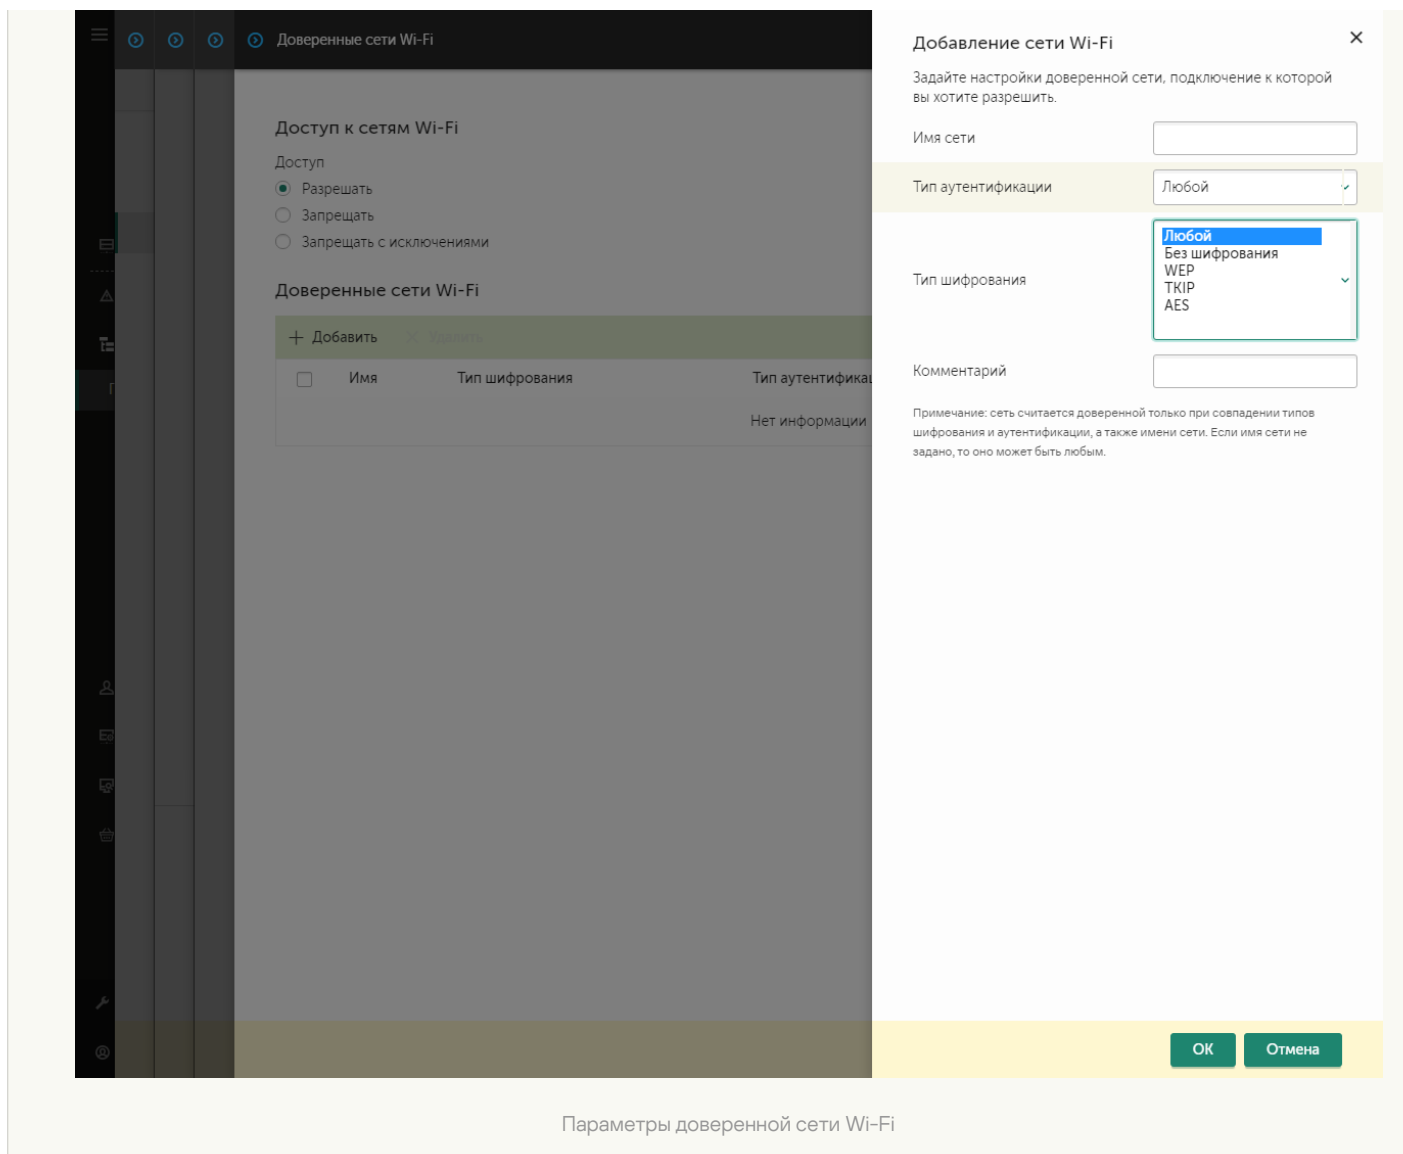 Доверенные сети Wi-Fi
Доступ к сетям Wi-Fi
Доступ
Разрешать
Запрещать
Запрещать с исключениями
Доверенные сети Wi-Fi
Добавить
Удалить
Имя
Тип шифрования
Тип аутентификац
Нет информации
Добавление сети Wi-Fi
Задайте настройки доверенной сети, подключение к которой
вы хотите разрешить.
Имя сети
Тип аутентификации
Любой
Тип шифрования
Любой
Без шифрования
WEP
TKIP
AES
Комментарий
Примечание: сеть считается доверенной только при совпадении типов
шифрования и аутентификации, а также имени сети. Если имя сети не
задано, то оно может быть любым.
ОК
Отмена
Параметры доверенной сети Wi-Fi